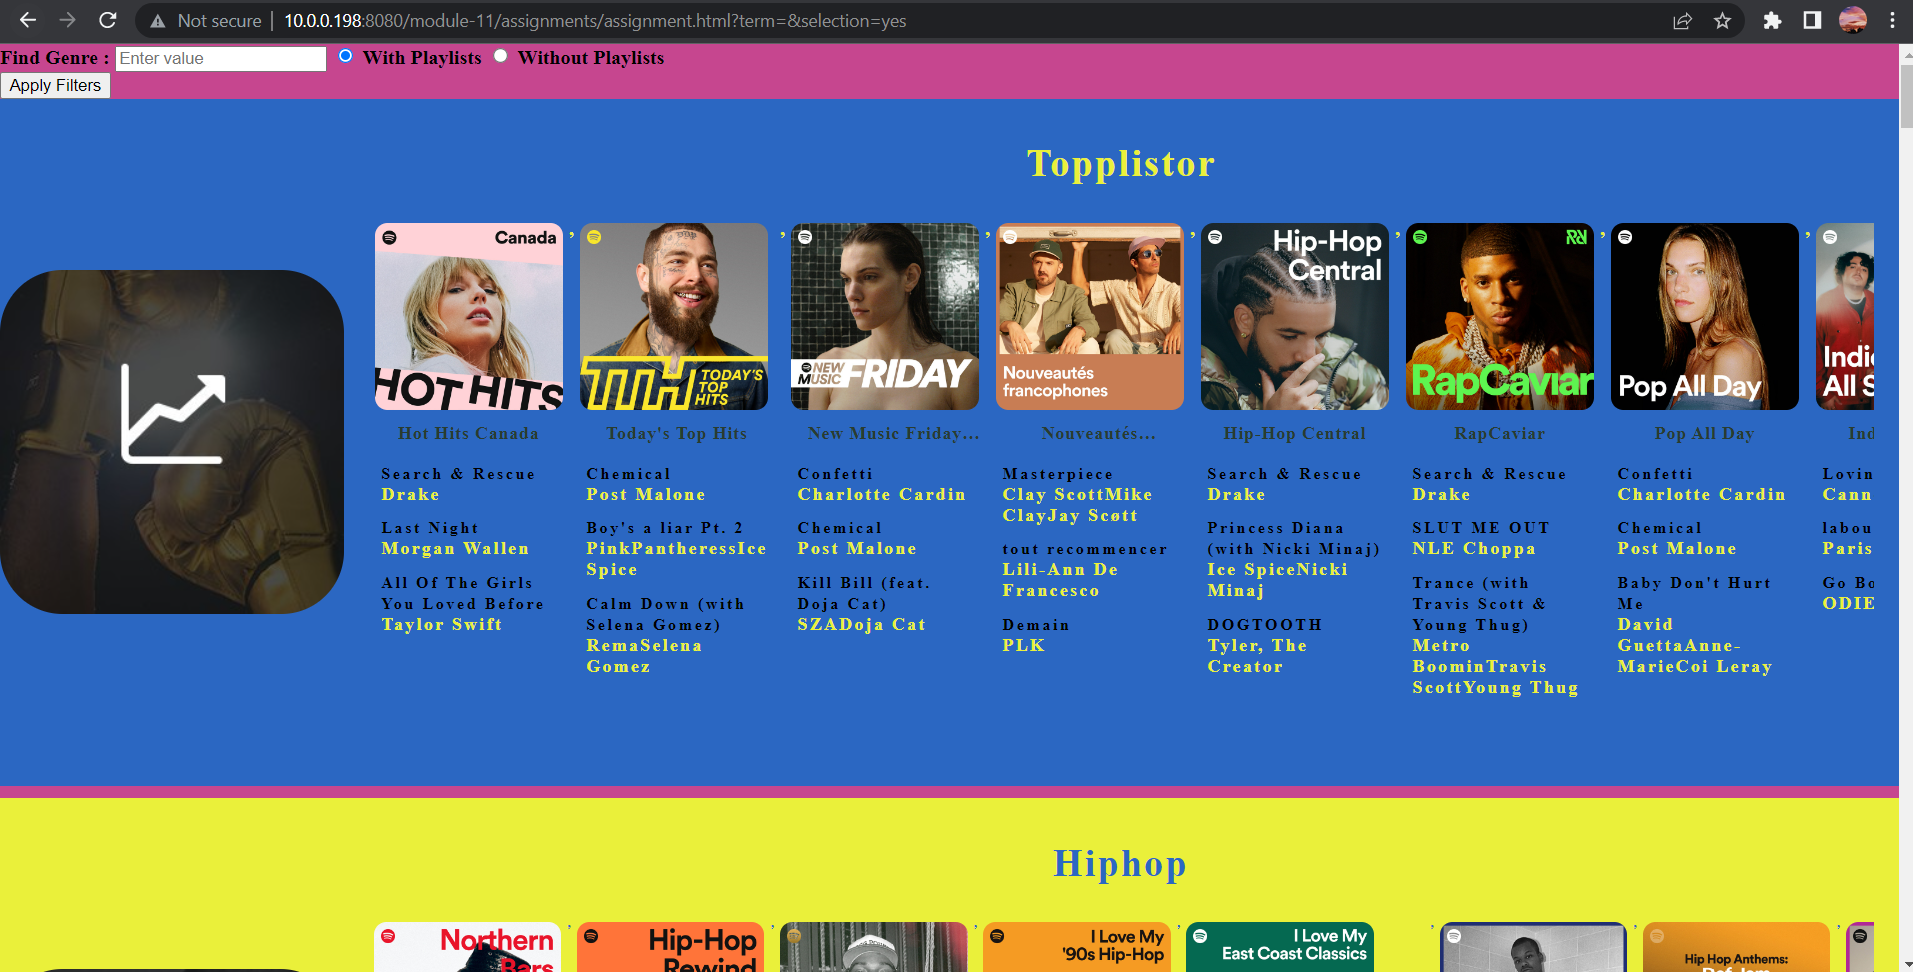 Not secure | 10.0.0.198:8080/module-11/assignments/assignment.html?term=&selection=yes
Find Genre : Enter value With Playlists Without Playlists
Apply Filters
Topplistor
Canada
HOT HITS
,
TTH TODAY'S TOP HITS
,
NEW MUSIC FRIDAY
,
Nouveautés
francophones
,
Hip-Hop
Central
,
RapCaviar
,
Pop All Day
,
Indie
All S
Hot Hits Canada
Search & Rescue
Drake
Last Night
Morgan Wallen
All Of The Girls
You Loved Before
Taylor Swift
Today's Top Hits
Chemical
Post Malone
Boy's a liar Pt. 2
PinkPantheressIce
Spice
Calm Down (with
Selena Gomez)
RemaSelena
Gomez
New Music Friday...
Confetti
Charlotte Cardin
Chemical
Post Malone
Kill Bill (feat.
Doja Cat)
SZADoja Cat
Nouveautés...
Masterpiece
Clay ScottMike
ClayJay Scøtt
tout recommencer
Lili-Ann De
Francesco
Demain
PLK
Hip-Hop Central
Search & Rescue
Drake
Princess Diana
(with Nicki Minaj)
Ice SpiceNicki
Minaj
DOGTOOTH
Tyler, The
Creator
RapCaviar
Search & Rescue
Drake
SLUT ME OUT
NLE Choppa
Trance (with
Travis Scott &
Young Thug)
Metro
BoominTravis
ScottYoung Thug
Pop All Day
Confetti
Charlotte Cardin
Chemical
Post Malone
Baby Don't Hurt
Me
David
GuettaAnne-
MarieCoi Leray
Ind
Lovin
Cann
labou
Paris
Go Bo
ODIE
Hiphop
Northern
Bars
,
Hip-Hop
Rewind
,
,
I Love My
'90s Hip-Hop
,
I Love My
East Coast Classics
,
,
Hip Hop Anthems:
Def Jam
,